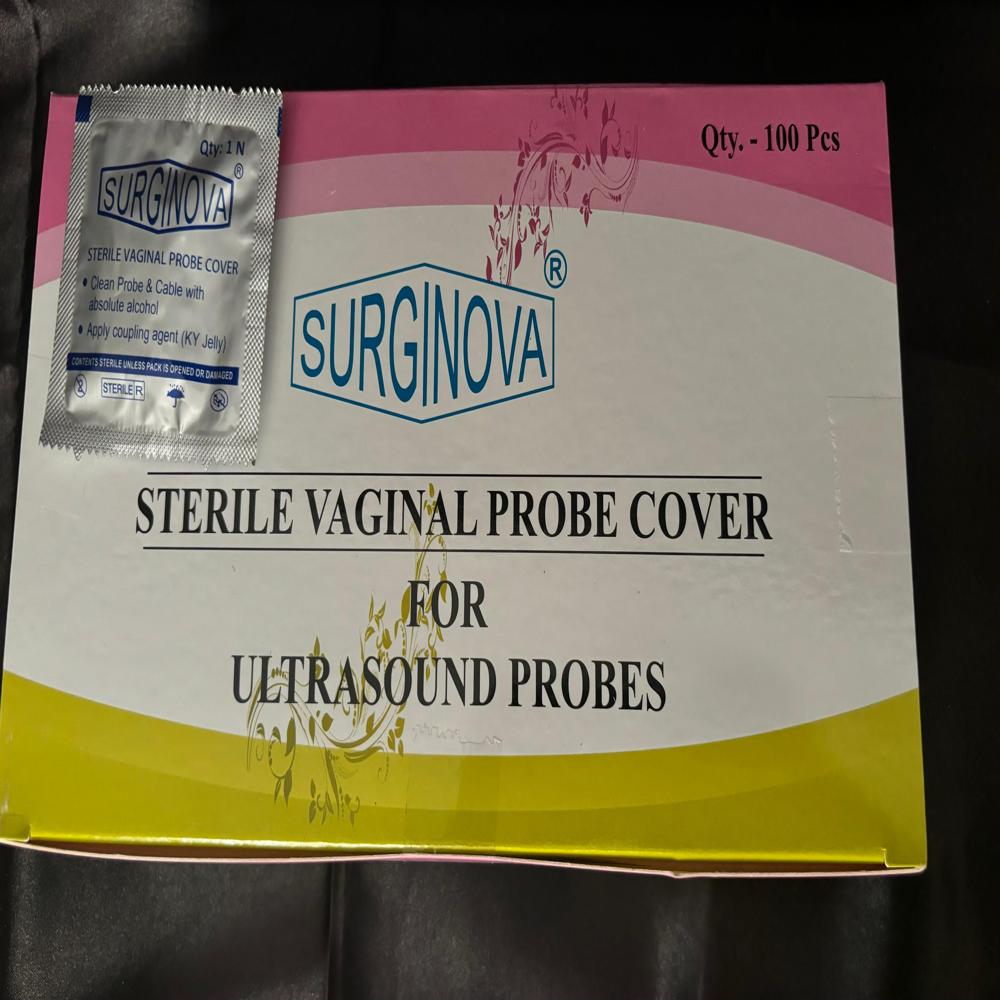 Qty: 1 N
SURGINOVA®
STERILE VAGINAL PROBE COVER
• Clean Probe & Cable with
absolute alcohol
• Apply coupling agent (KY Jelly)
CONTENTS STERILE UNLESS PACK IS OPENED OR DAMAGED
STERILE R
Qty. - 100 Pcs
SURGINOVA®
STERILE VAGINAL PROBE COVER
FOR
ULTRASOUND PROBES